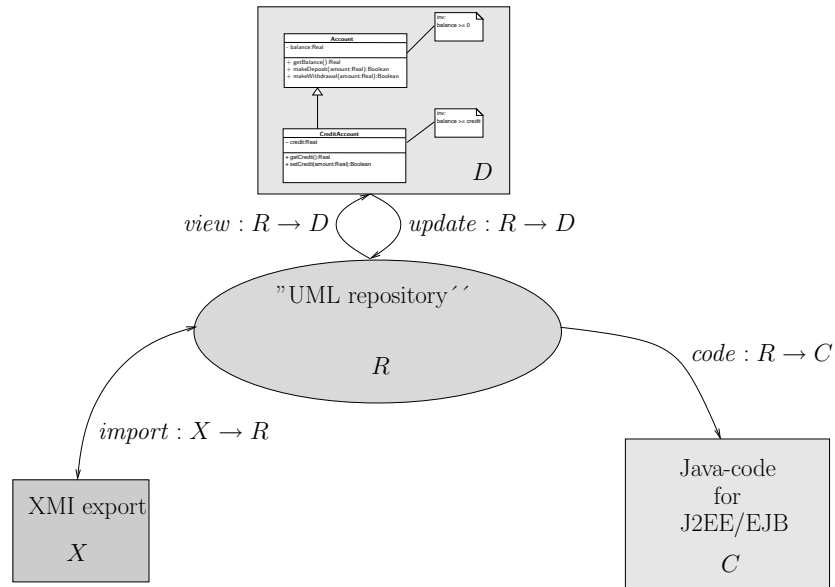 Account
- balance:Real
+ getBalance():Real
+ makeDeposit(amount:Real):Boolean
+ makeWithdrawal(amount:Real):Boolean
inv:
balance >= 0
CreditAccount
- credit:Real
+ getCredit():Real
+ setCredit(amount:Real):Boolean
inv:
balance >= credit
D
view : R → D
update : R → D
”UML repository´´
R
code : R → C
import : X → R
XMI export
X
Java-code
for
J2EE/EJB
C